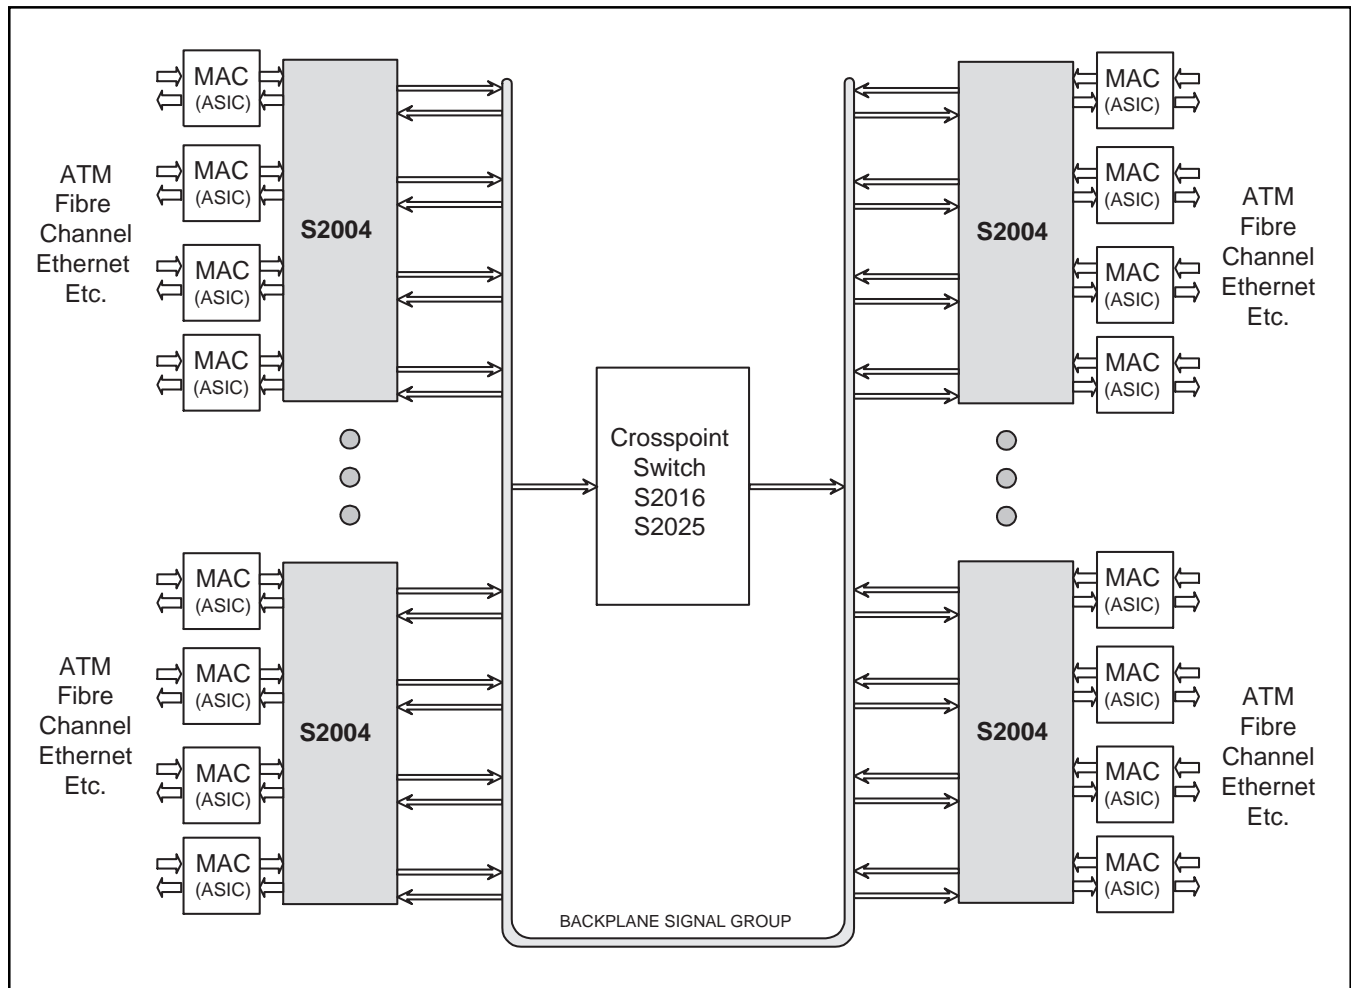 MAC
(ASIC)
MAC
(ASIC)
MAC
(ASIC)
MAC
(ASIC)
ATM
Fibre
Channel
Ethernet
Etc.
S2004
MAC
(ASIC)
MAC
(ASIC)
MAC
(ASIC)
MAC
(ASIC)
ATM
Fibre
Channel
Ethernet
Etc.
S2004
Crosspoint
Switch
S2016
S2025
BACKPLANE SIGNAL GROUP
S2004
MAC
(ASIC)
MAC
(ASIC)
MAC
(ASIC)
MAC
(ASIC)
ATM
Fibre
Channel
Ethernet
Etc.
S2004
MAC
(ASIC)
MAC
(ASIC)
MAC
(ASIC)
MAC
(ASIC)
ATM
Fibre
Channel
Ethernet
Etc.